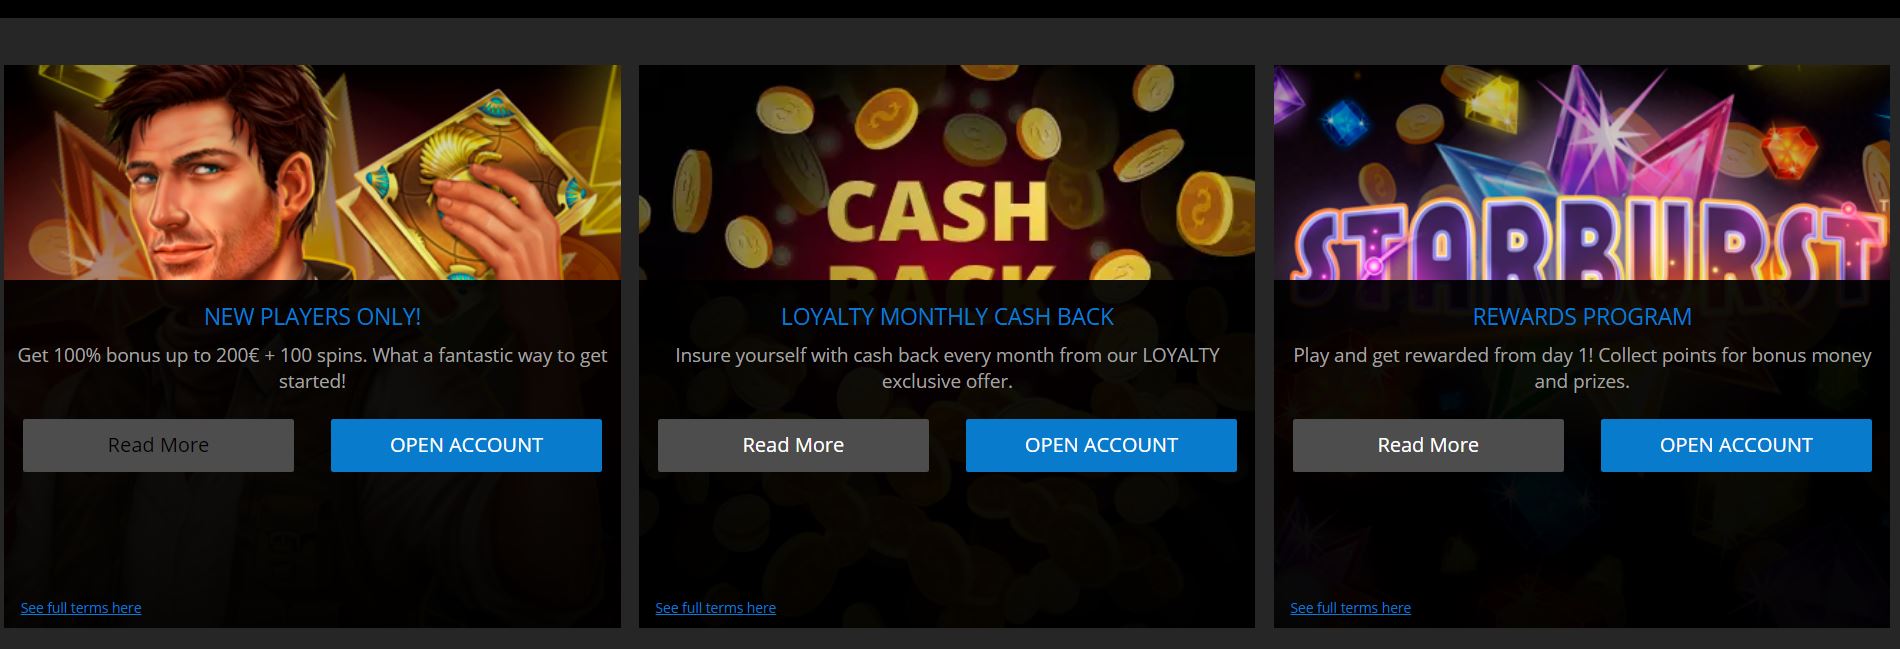 CASH
BACK
STARBURST
NEW PLAYERS ONLY!
Get 100% bonus up to 200€ + 100 spins. What a fantastic way to get
started!
Read More
OPEN ACCOUNT
See full terms here
LOYALTY MONTHLY CASH BACK
Insure yourself with cash back every month from our LOYALTY
exclusive offer.
Read More
OPEN ACCOUNT
See full terms here
REWARDS PROGRAM
Play and get rewarded from day 1! Collect points for bonus money
and prizes.
Read More
OPEN ACCOUNT
See full terms here